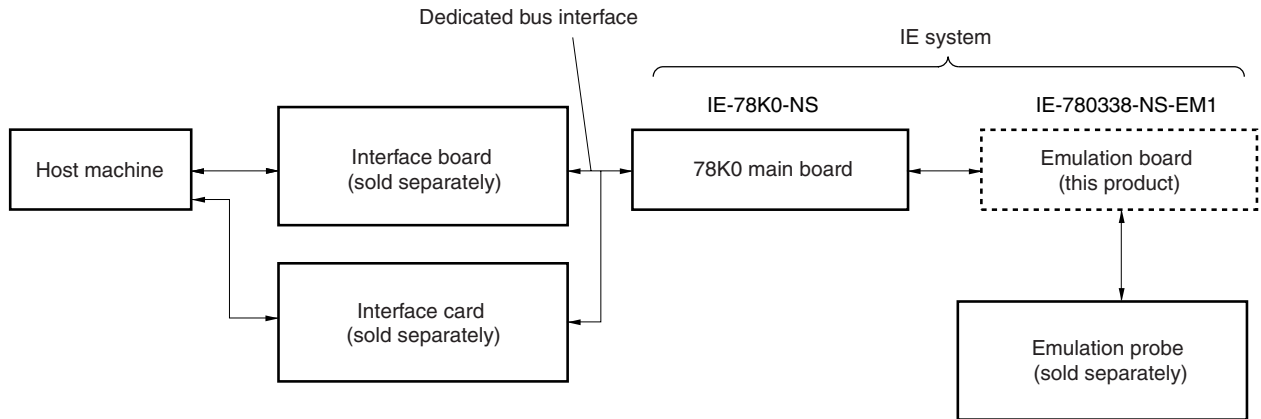 Dedicated bus interface
IE system
IE-78K0-NS
IE-780338-NS-EM1
Host machine
Interface board
(sold separately)
78K0 main board
Emulation board
(this product)
Interface card
(sold separately)
Emulation probe
(sold separately)